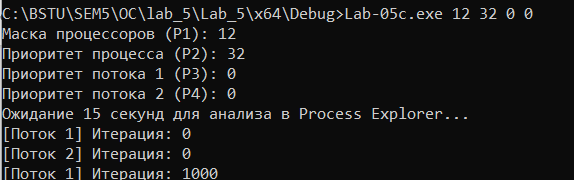 C:\BSTU\SEM5\OC\lab_5\Lab_5\x64\Debug>Lab-05c.exe 12 32 0 0
Маска процессоров (P1): 12
Приоритет процесса (P2): 32
Приоритет потока 1 (P3): 0
Приоритет потока 2 (P4): 0
Ожидание 15 секунд для анализа в Process Explorer...
[Поток 1] Итерация: 0
[Поток 2] Итерация: 0
[Поток 1] Итерация: 1000